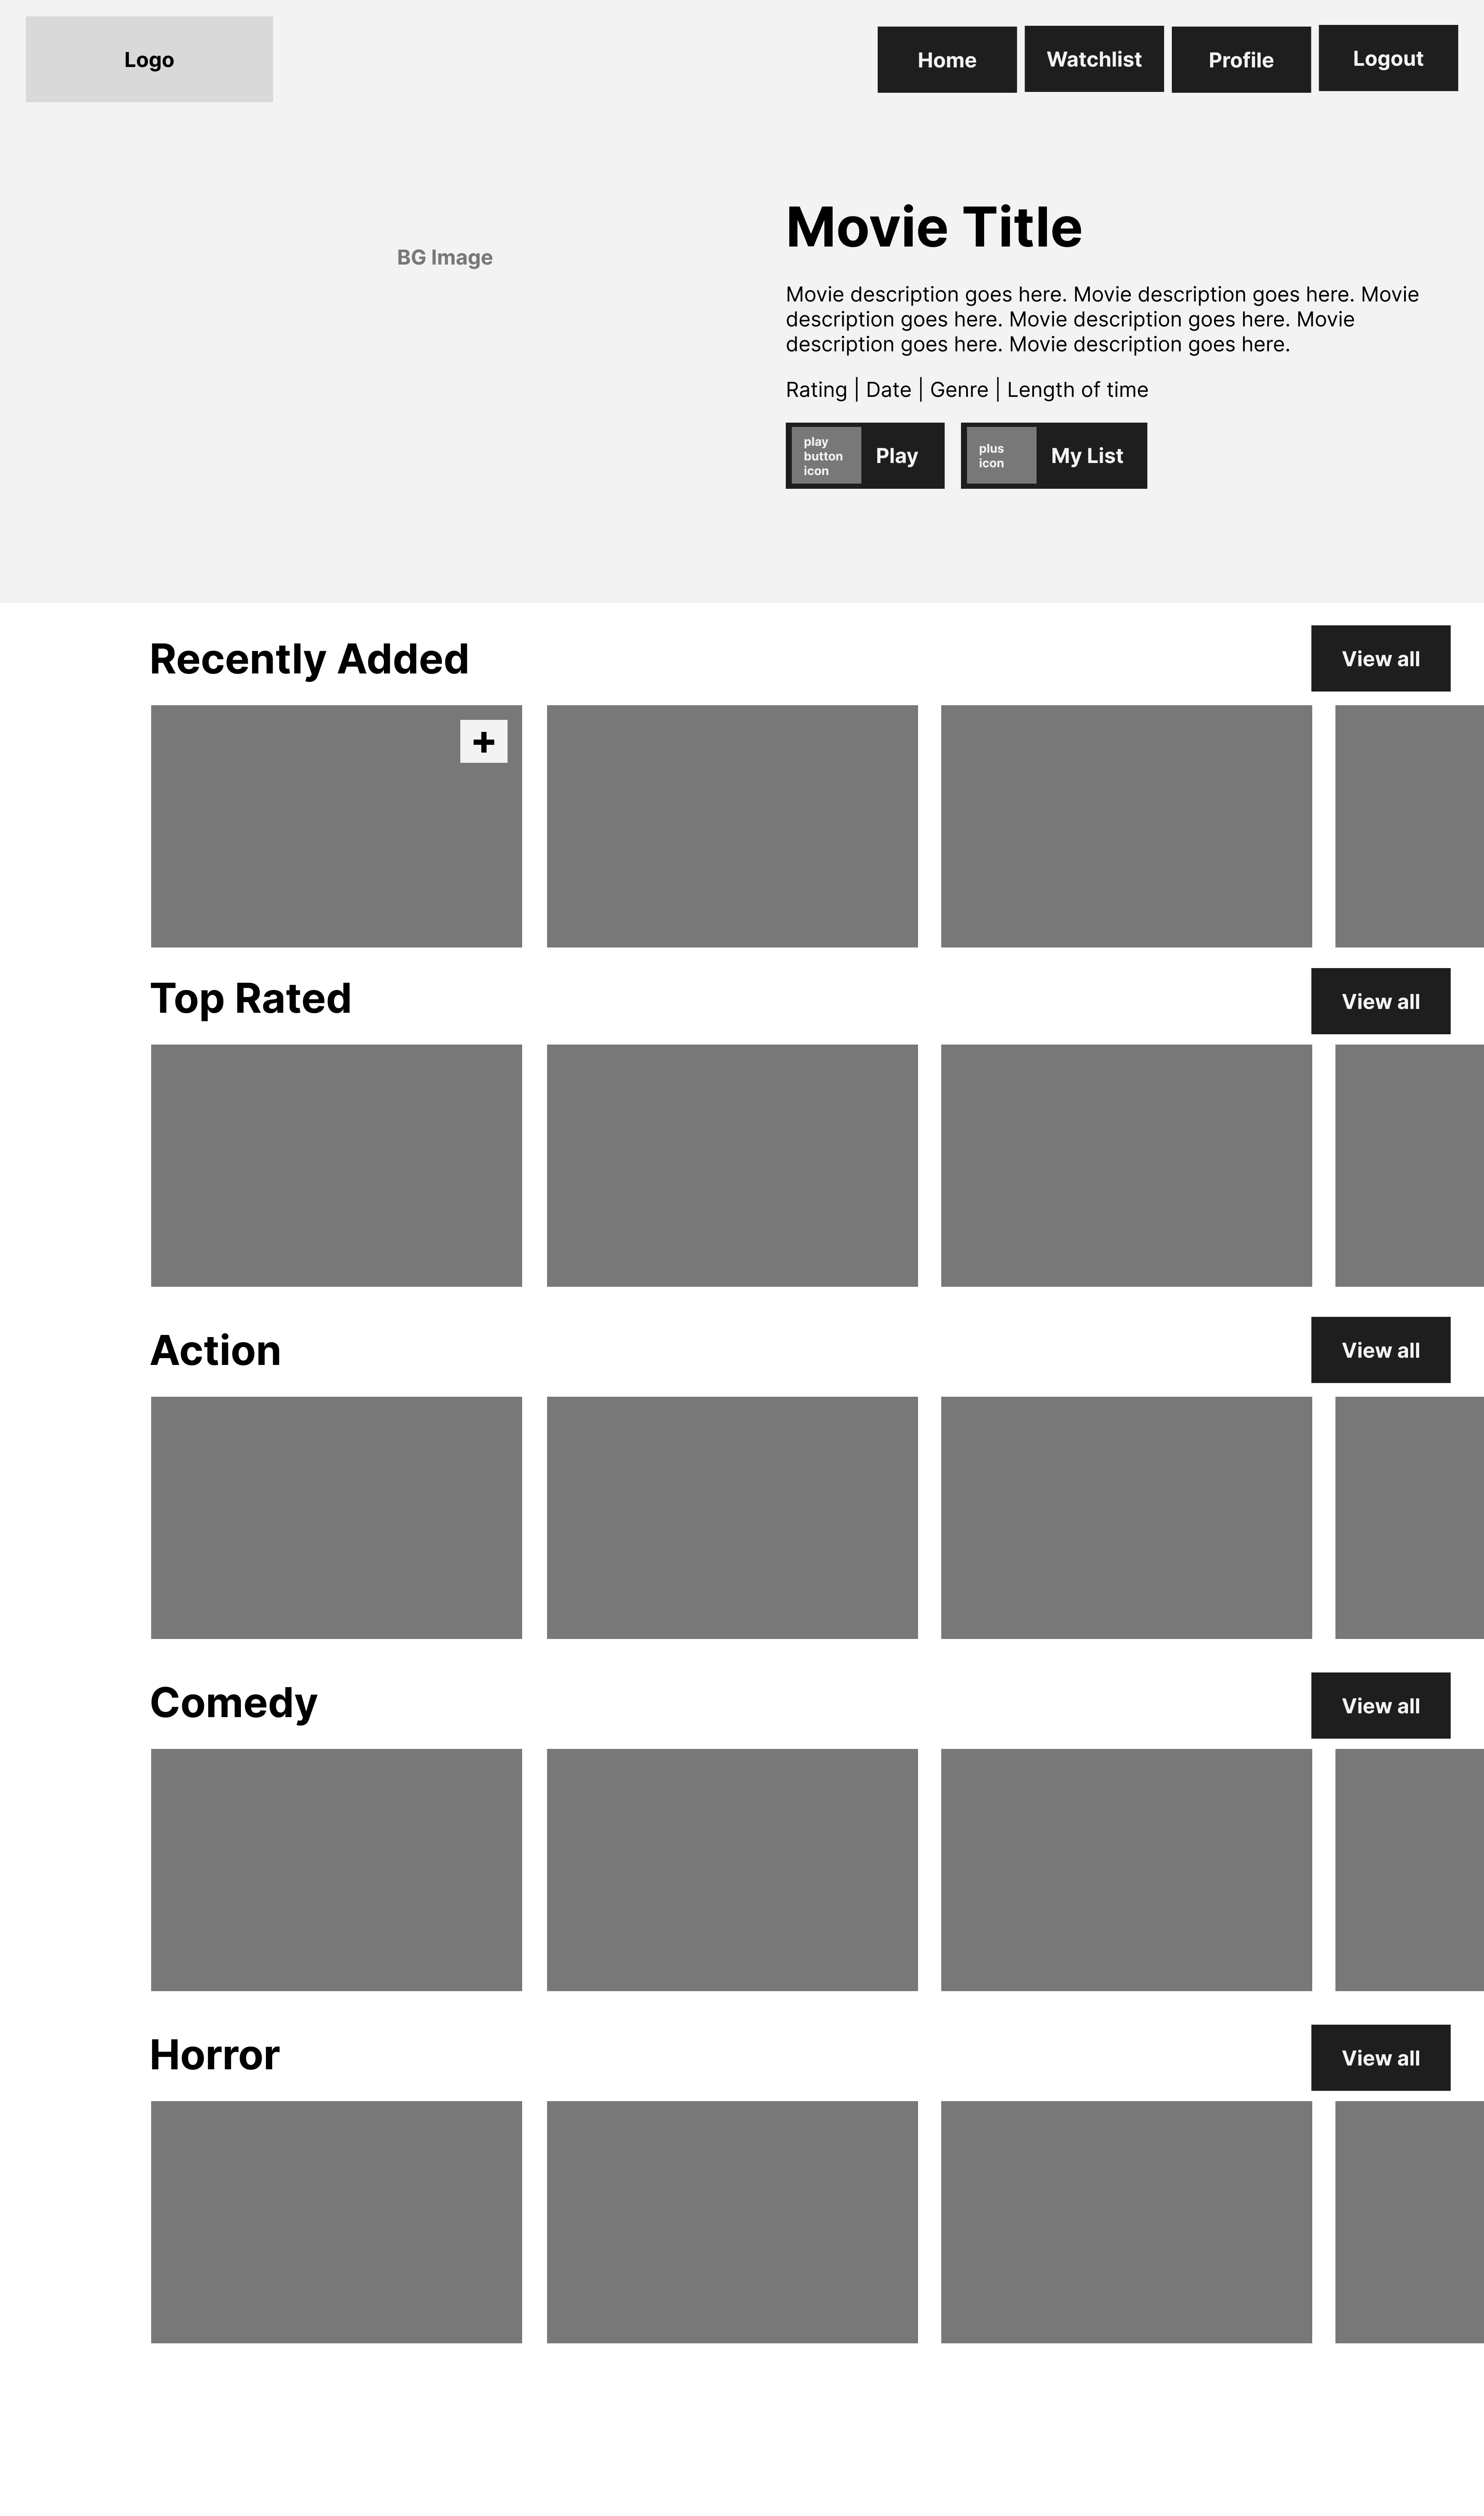 Logo
Home
Watchlist
Profile
Logout
BG Image
Movie Title
Movie description goes here. Movie description goes here. Movie
description goes here. Movie description goes here. Movie
description goes here. Movie description goes here.
Rating | Date | Genre | Length of time
play
button
icon
Play
plus
icon
My List
Recently Added
View all
+
Top Rated
View all
Action
View all
Comedy
View all
Horror
View all